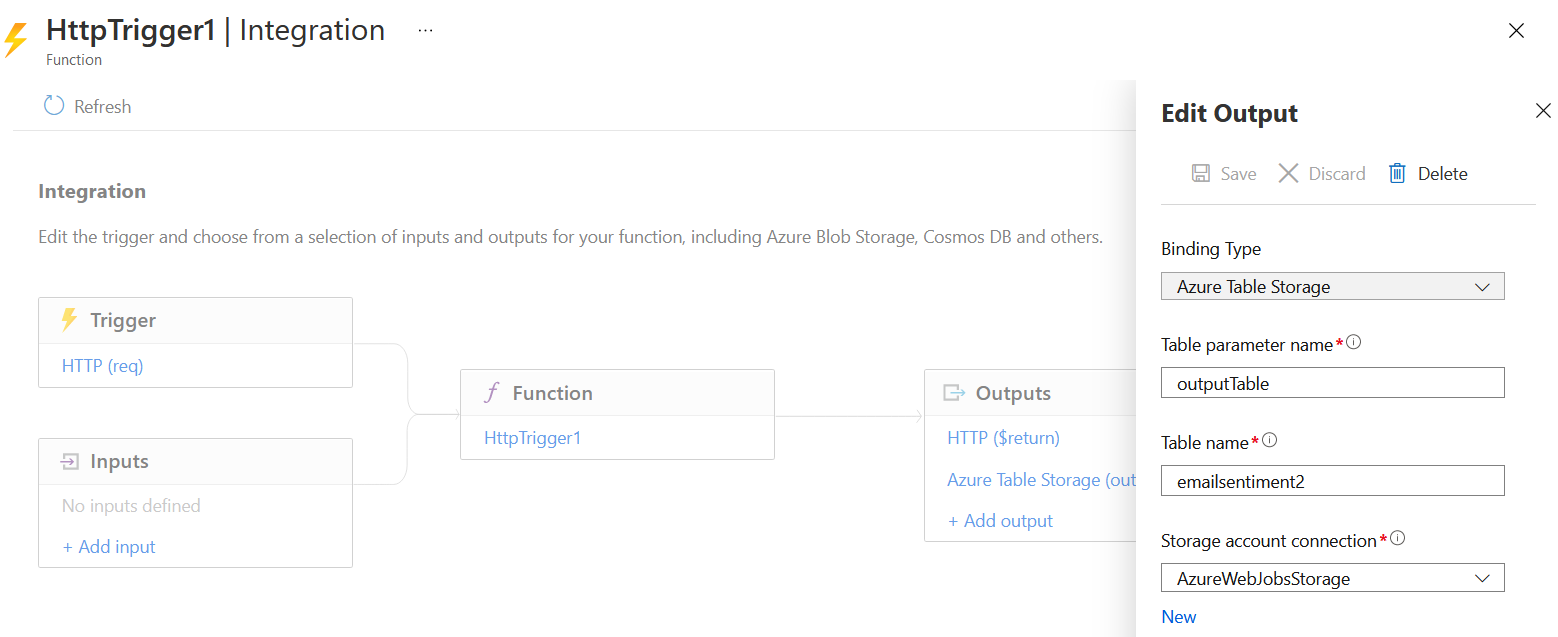 HttpTrigger1 | Integration ...
Function
Refresh
Integration
Edit the trigger and choose from a selection of inputs and outputs for your function, including Azure Blob Storage, Cosmos DB and others.
Trigger
HTTP (req)
Inputs
No inputs defined
+ Add input
Function
HttpTrigger1
Outputs
HTTP ($return)
Azure Table Storage (out
+ Add output
Edit Output
Save Discard Delete
Binding Type
Azure Table Storage
Table parameter name*
outputTable
Table name*
emailsentiment2
Storage account connection*
AzureWebJobsStorage
New